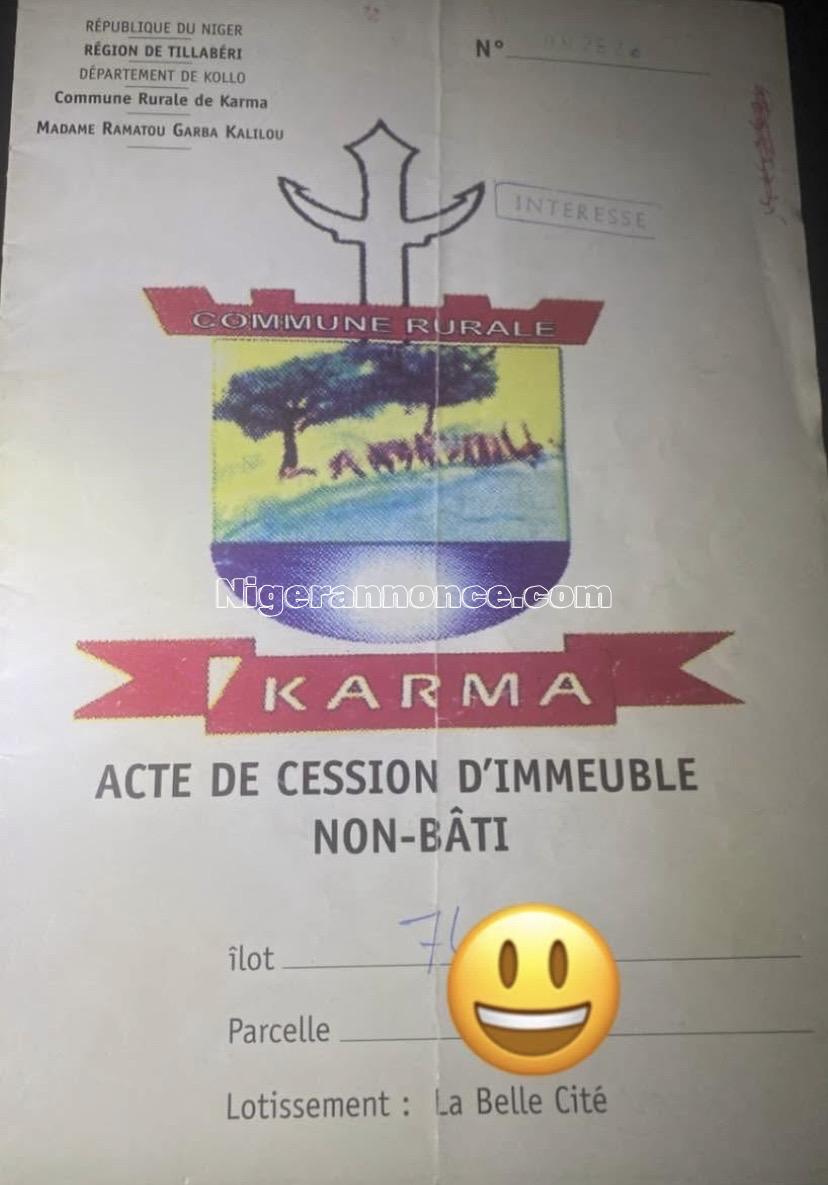 RÉPUBLIQUE DU NIGER
RÉGION DE TILLABÉRI
DÉPARTEMENT DE KOLLO
Commune Rurale de Karma
MADAME RAMATOU GARBA KALILOU
N°
INTERESSE
COMMUNE RURALE
Nigerannonce.com
KARMA
ACTE DE CESSION D'IMMEUBLE
NON-BÂTI
îlot
Parcelle
Lotissement : La Belle Cité